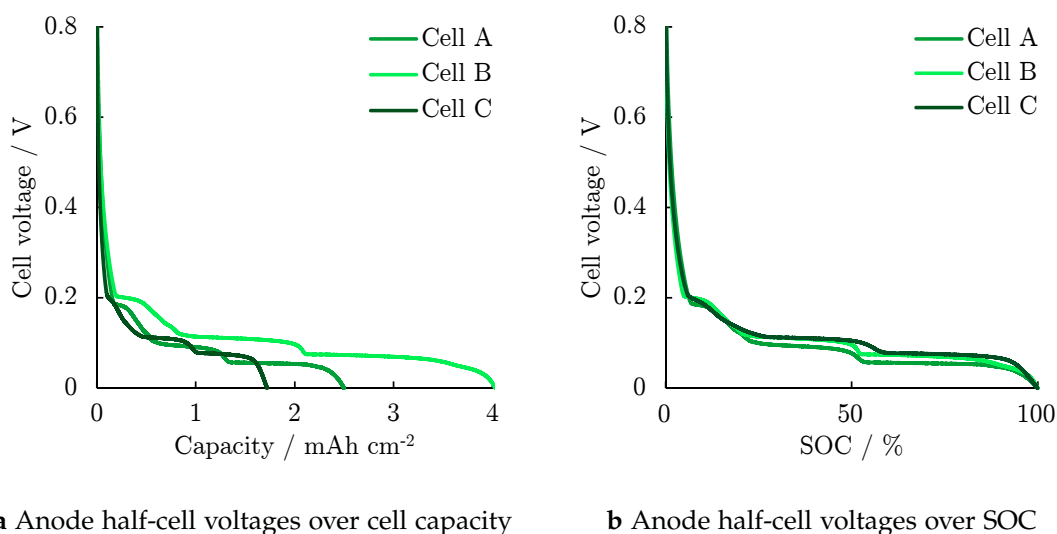 0.8
0.6
0.4
0.2
0
0
1
2
3
4
Cell voltage / V
Capacity / mAh cm-2
Cell A
Cell B
Cell C
a Anode half-cell voltages over cell capacity
0.8
0.6
0.4
0.2
0
0
50
100
Cell voltage / V
SOC / %
Cell A
Cell B
Cell C
b Anode half-cell voltages over SOC